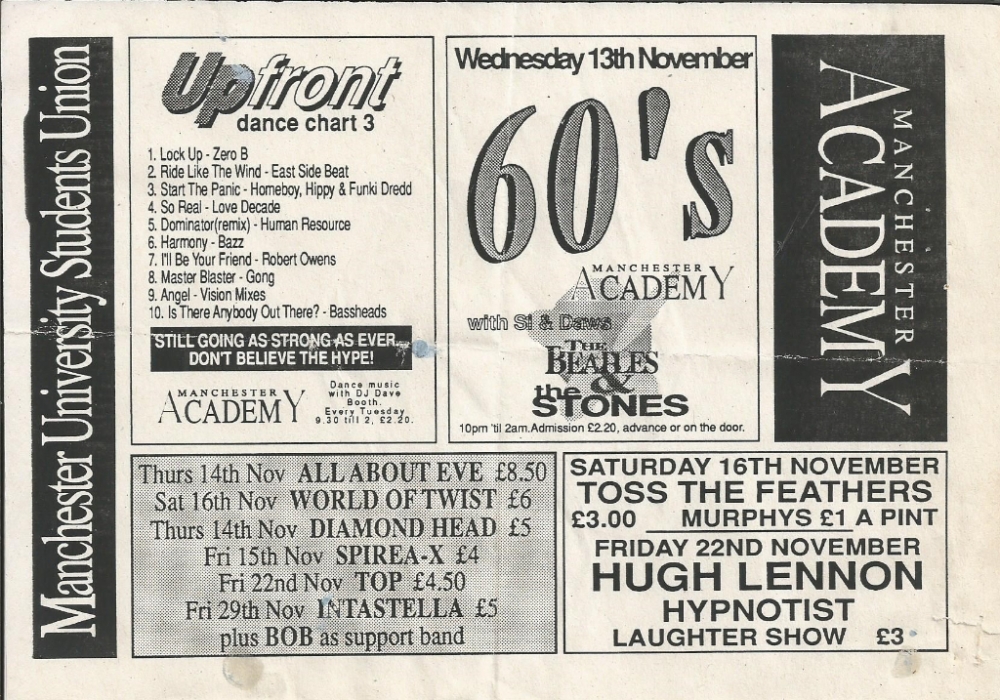 Manchester University Students Union
Upfront
dance chart 3
1. Lock Up - Zero B
2. Ride Like The Wind - East Side Beat
3. Start The Panic - Homeboy, Hippy & Funki Dredd
4. So Real - Love Decade
5. Dominator(remix) - Human Resource
6. Harmony - Bazz
7. I'll Be Your Friend - Robert Owens
8. Master Blaster - Gong
9. Angel - Vision Mixes
10. Is There Anybody Out There? - Bassheads
STILL GOING AS STRONG AS EVER...
DON'T BELIEVE THE HYPE!
MANCHESTER
ACADEMY
Dance music
with DJ Dave
Booth.
Every Tuesday
9.30 till 2, £2.20.
Wednesday 13th November
60's
MANCHESTER
ACADEMY
with Si & Daws
THE
BEATLES
&
the
STONES
10pm 'til 2am.Admission £2.20, advance or on the door.
MANCHESTER
ACADEMY
Thurs 14th Nov ALL ABOUT EVE £8.50
Sat 16th Nov WORLD OF TWIST £6
Thurs 14th Nov DIAMOND HEAD £5
Fri 15th Nov SPIREA-X £4
Fri 22nd Nov TOP £4.50
Fri 29th Nov INTASTELLA £5
plus BOB as support band
SATURDAY 16TH NOVEMBER
TOSS THE FEATHERS
£3.00 MURPHYS £1 A PINT
FRIDAY 22ND NOVEMBER
HUGH LENNON
HYPNOTIST
LAUGHTER SHOW £3